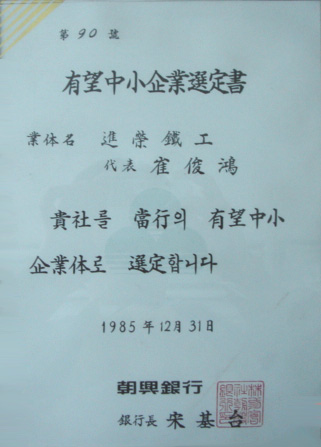 第 90 號
有望中小企業選定書
業体名 進榮鐵工
代表 崔俊鴻
貴社를 當行의 有望中小
企業体로 選定합니다
1985 年 12月 31日
朝興銀行
銀行長 宋基台